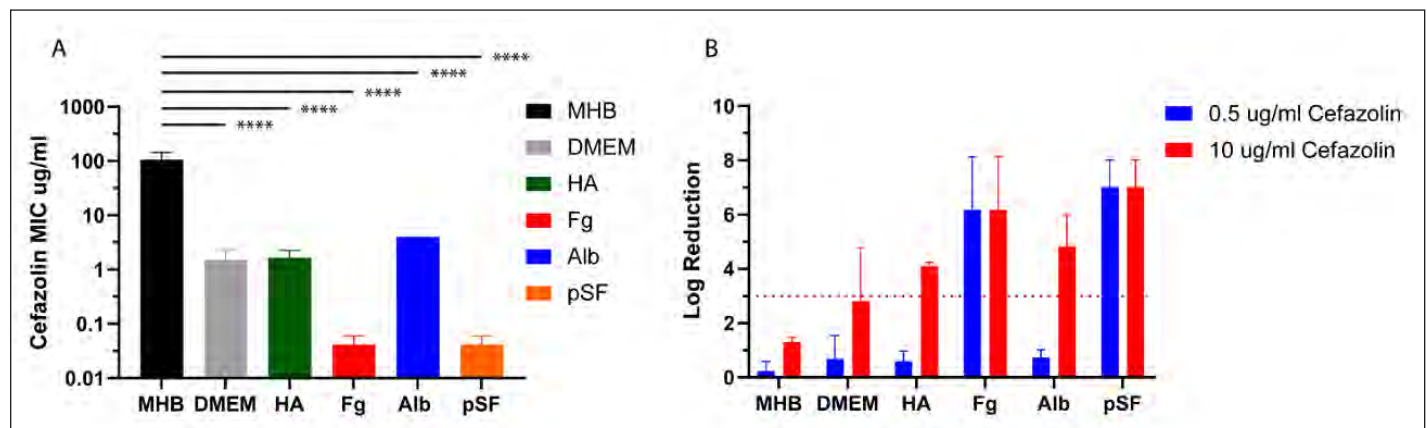 A
****
****
****
****
****
Cefazolin MIC ug/ml
1000
100
10
1
0.1
0.01
MHB DMEM HA Fg Alb pSF
MHB
DMEM
HA
Fg
Alb
pSF
B
Log Reduction
10
8
6
4
2
0
MHB DMEM HA Fg Alb pSF
0.5 ug/ml Cefazolin
10 ug/ml Cefazolin